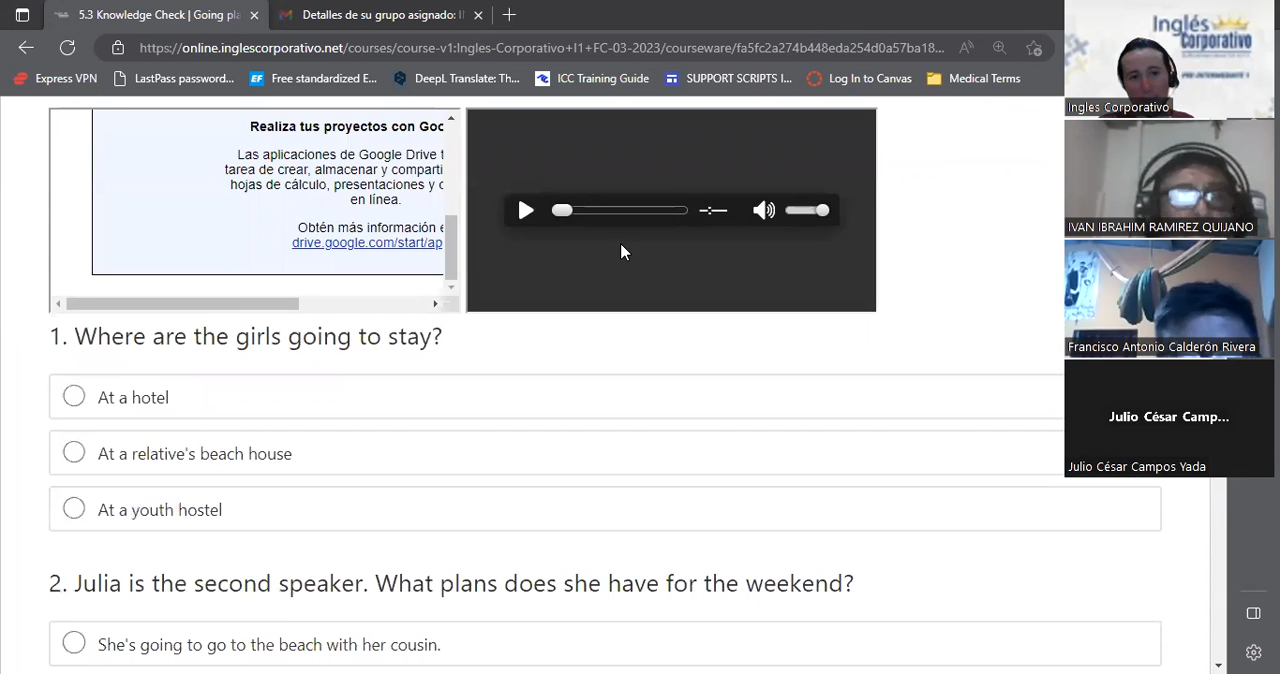 5.3 Knowledge Check | Going pla
Detalles de su grupo asignado: I
https://online.inglescorporativo.net/courses/course-v1:Ingles-Corporativo+I1+FC-03-2023/courseware/fa5fc2a274b448eda254d0a57ba18...
Express VPN
LastPass password...
EF Free standardized E...
DeepL Translate: Th...
ICC Training Guide
SUPPORT SCRIPTS I...
Log In to Canvas
Medical Terms
Realiza tus proyectos con Goo
Las aplicaciones de Google Drive f
tarea de crear, almacenar y comparti
hojas de cálculo, presentaciones y c
en línea.
Obtén más información e
drive.google.com/start/ap
1. Where are the girls going to stay?
At a hotel
At a relative's beach house
At a youth hostel
2. Julia is the second speaker. What plans does she have for the weekend?
She's going to go to the beach with her cousin.
Inglés
Corporativo
PRE-INTERMEDIATE 1
Ingles Corporativo
IVAN IBRAHIM RAMIREZ QUIJANO
Francisco Antonio Calderón Rivera
Julio César Camp...
Julio César Campos Yada